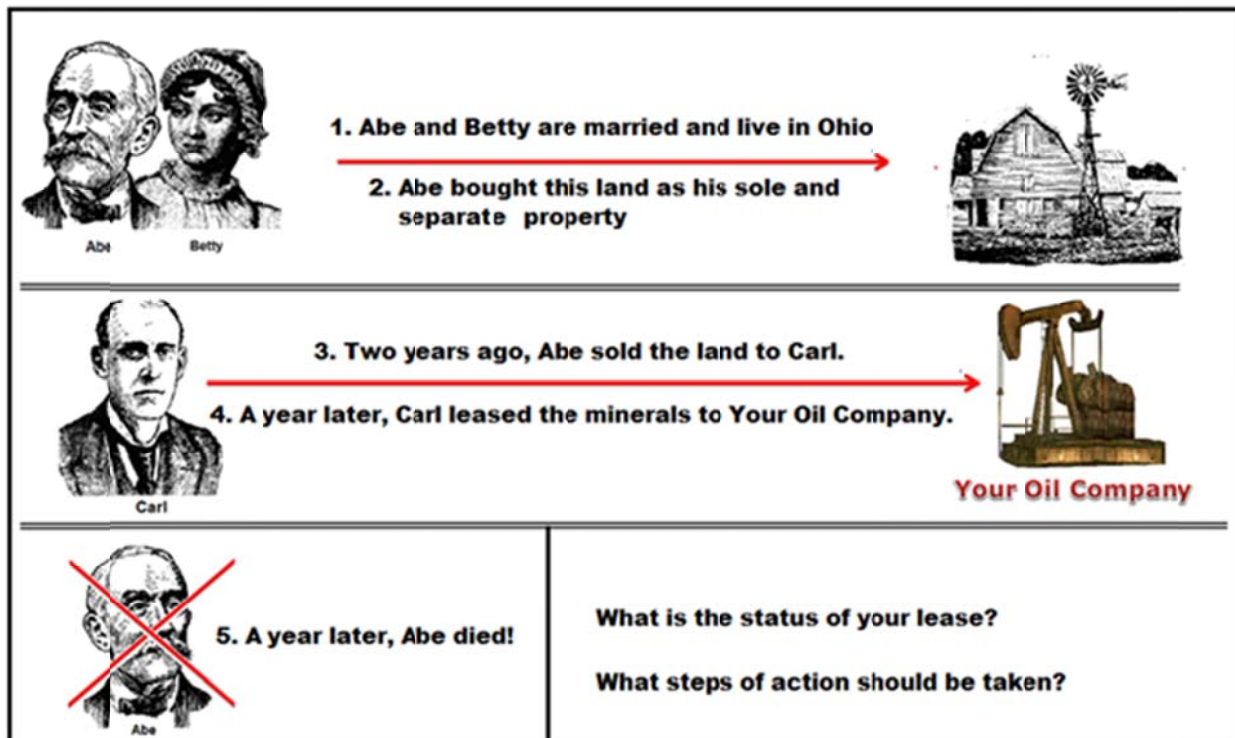 1. Abe and Betty are married and live in Ohio
2. Abe bought this land as his sole and
separate property
Abe
Betty
3. Two years ago, Abe sold the land to Carl.
4. A year later, Carl leased the minerals to Your Oil Company.
Carl
Your Oil Company
5. A year later, Abe died!
Abe
What is the status of your lease?
What steps of action should be taken?